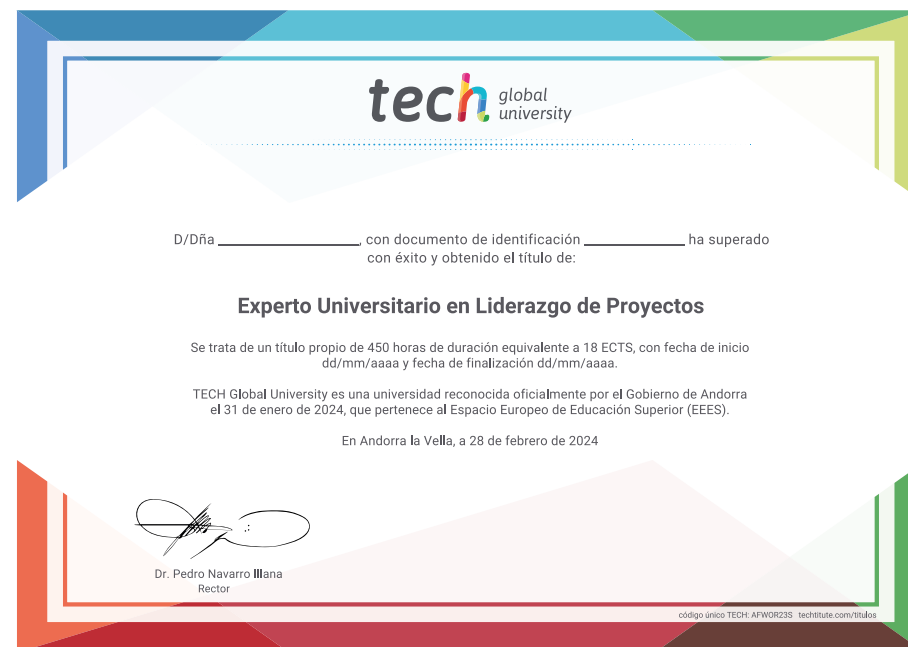 tech global university
D/Dña ____________________, con documento de identificación ______________ ha superado
con éxito y obtenido el título de:
Experto Universitario en Liderazgo de Proyectos
Se trata de un título propio de 450 horas de duración equivalente a 18 ECTS, con fecha de inicio
dd/mm/aaaa y fecha de finalización dd/mm/aaaa.
TECH Global University es una universidad reconocida oficialmente por el Gobierno de Andorra
el 31 de enero de 2024, que pertenece al Espacio Europeo de Educación Superior (EEES).
En Andorra la Vella, a 28 de febrero de 2024
Dr. Pedro Navarro Illana
Rector
código único TECH: AFWOR23S techtitute.com/titulos